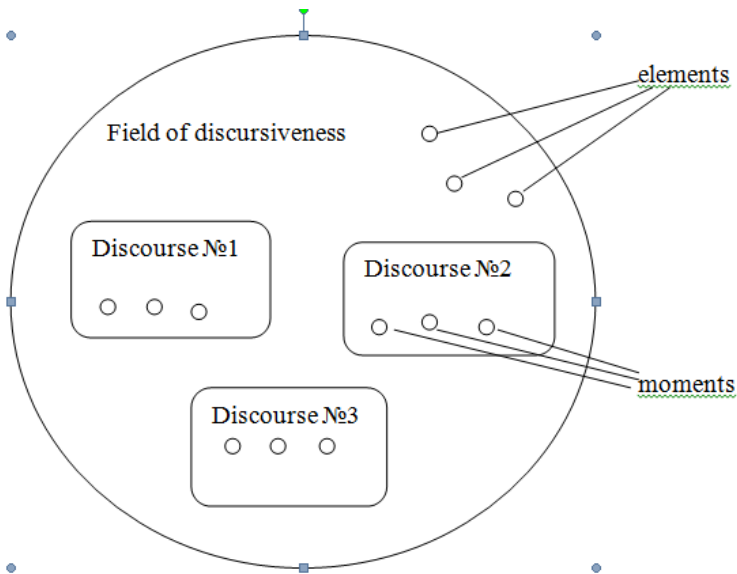 elements
Field of discursiveness
Discourse №1
Discourse №2
moments
Discourse №3